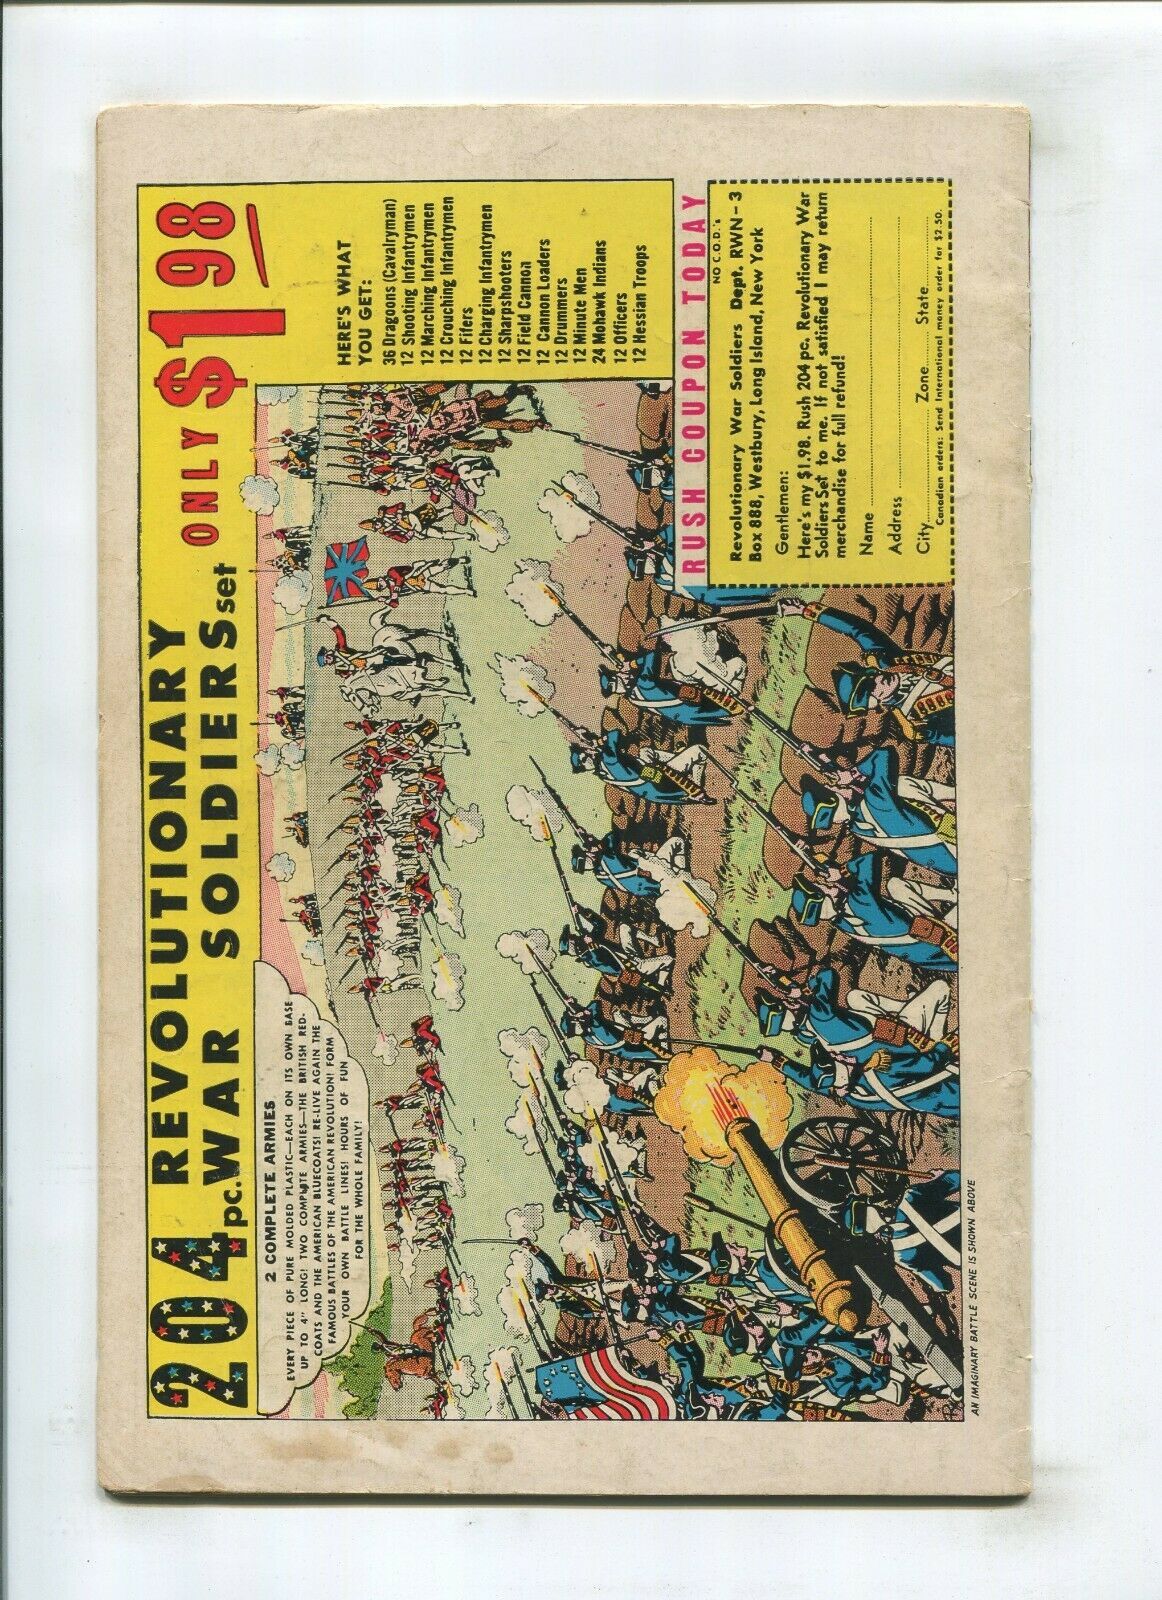 204 REVOLUTIONARY
pc. WAR SOLDIERS set ONLY $1 98
2 COMPLETE ARMIES
EVERY PIECE OF PURE MOLDED PLASTIC—EACH ON ITS OWN BASE
UP TO 4" LONG! TWO COMPLETE ARMIES—THE BRITISH RED-
COATS AND THE AMERICAN BLUECOATS! RE-LIVE AGAIN THE
FAMOUS BATTLES OF THE AMERICAN REVOLUTION! FORM
YOUR OWN BATTLE LINES! HOURS OF FUN
FOR THE WHOLE FAMILY!
HERE'S WHAT
YOU GET:
36 Dragoons (Cavalryman)
12 Shooting Infantrymen
12 Marching Infantrymen
12 Crouching Infantrymen
12 Fifers
12 Charging Infantrymen
12 Sharpshooters
12 Field Cannon
12 Cannon Loaders
12 Drummers
12 Minute Men
24 Mohawk Indians
12 Officers
12 Hessian Troops
RUSH COUPON TODAY
NO C.O.D.'s
Revolutionary War Soldiers Dept. RWN-3
Box 888, Westbury, Long Island, New York
Gentlemen:
Here's my $1.98. Rush 204 pc. Revolutionary War
Soldiers Set to me. If not satisfied I may return
merchandise for full refund!
Name
Address
City Zone State
Canadian orders: Send International money order for $2.50.
AN IMAGINARY BATTLE SCENE IS SHOWN ABOVE